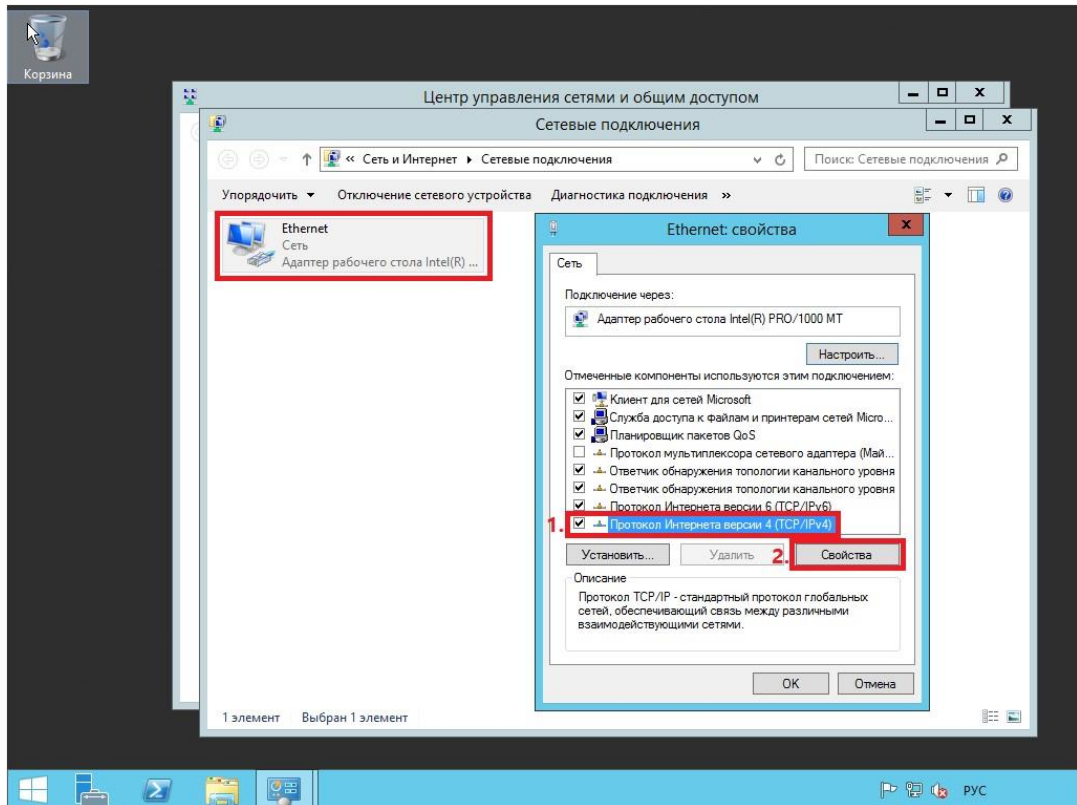 Корзина
Центр управления сетями и общим доступом
Сетевые подключения
« Сеть и Интернет ▸ Сетевые подключения
Поиск: Сетевые подключения
Упорядочить Отключение сетевого устройства Диагностика подключения »
Ethernet
Сеть
Адаптер рабочего стола Intel(R) ...
Ethernet: свойства
Сеть
Подключение через:
Адаптер рабочего стола Intel(R) PRO/1000 MT
Настроить...
Отмеченные компоненты используются этим подключением:
Клиент для сетей Microsoft
Служба доступа к файлам и принтерам сетей Micro...
Планировщик пакетов QoS
Протокол мультиплексора сетевого адаптера (Май...
Ответчик обнаружения топологии канального уровня
Ответчик обнаружения топологии канального уровня
Протокол Интернета версии 6 (TCP/IPv6)
1. Протокол Интернета версии 4 (TCP/IPv4)
Установить... Удалить 2. Свойства
Описание
Протокол TCP/IP - стандартный протокол глобальных
сетей, обеспечивающий связь между различными
взаимодействующими сетями.
OK Отмена
1 элемент Выбран 1 элемент
РУС